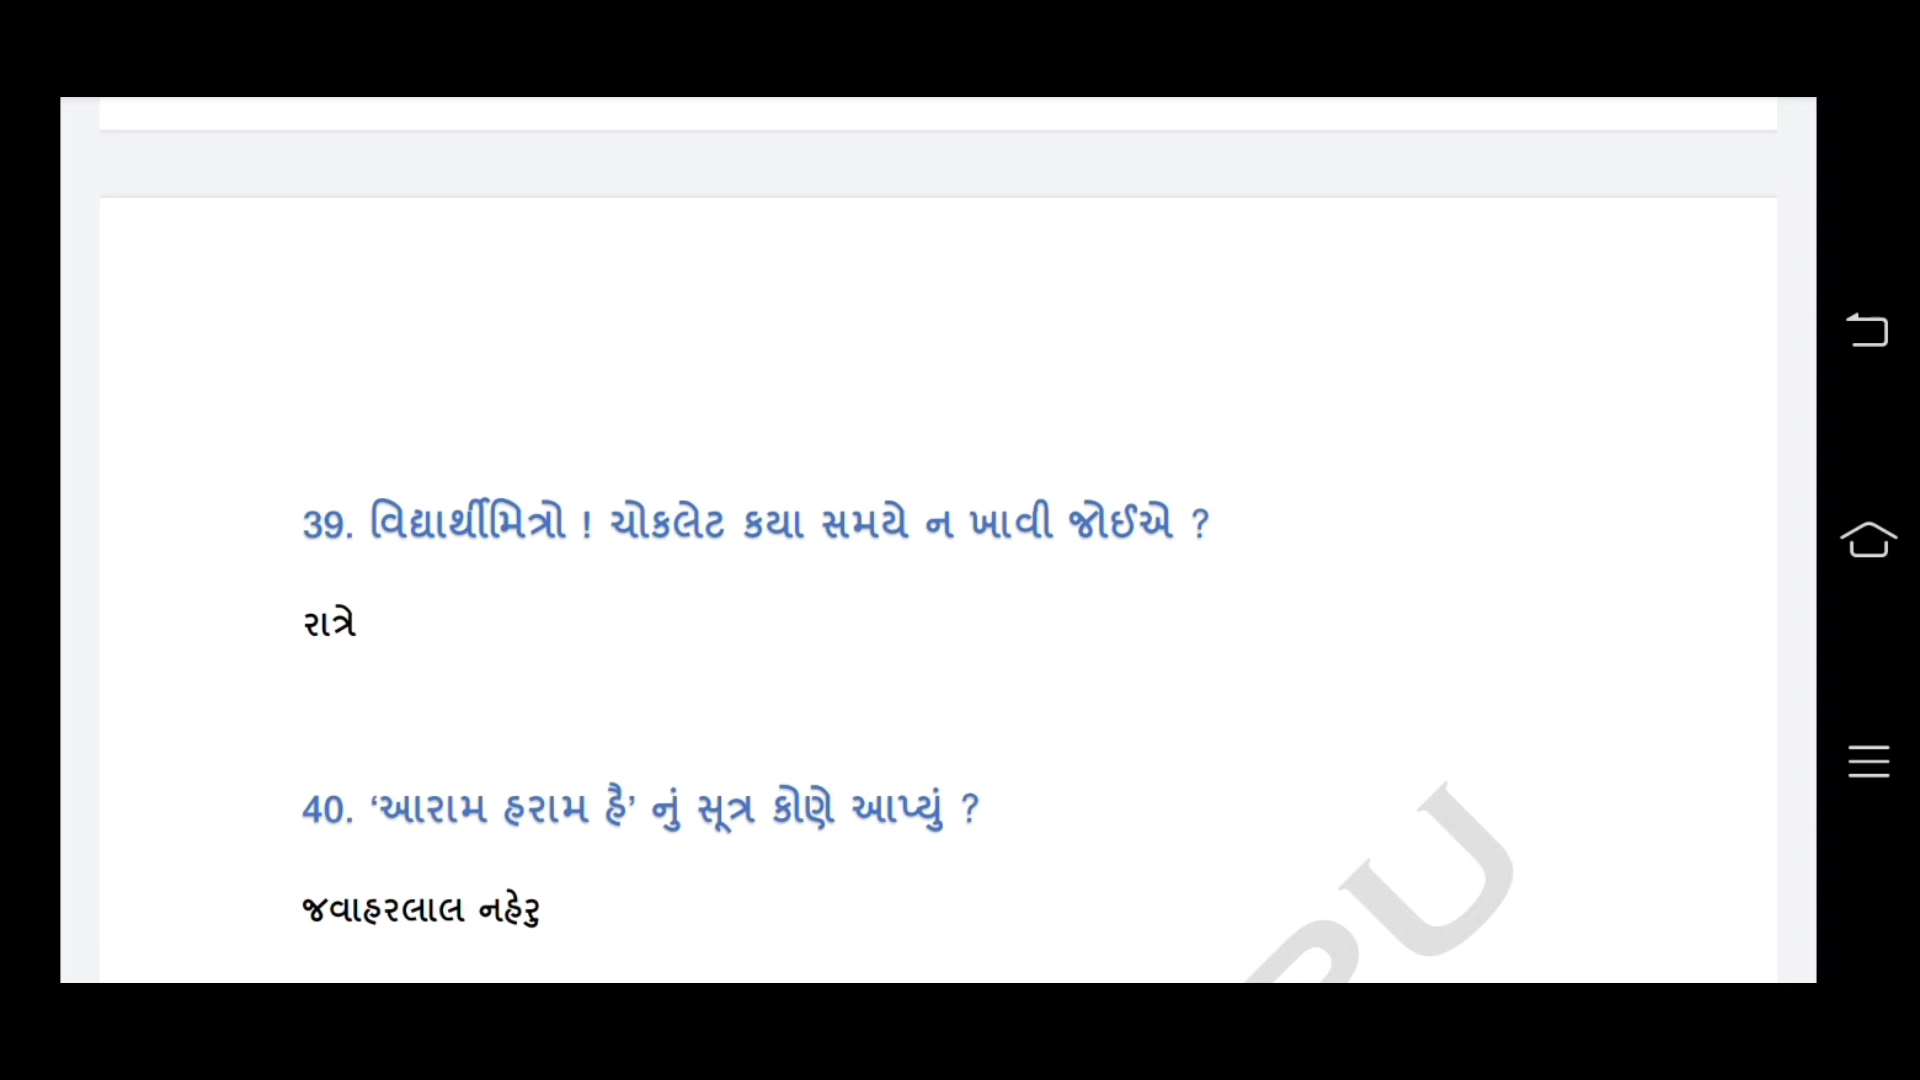 39. વિદ્યાર્થીમિત્રો ! ચોકલેટ કયા સમયે ન ખાવી જોઈએ ?
રાત્રે
40. ‘આરામ હરામ હૈ’ નું સૂત્ર કોણે આપ્યું ?
જવાહરલાલ નહેરુ